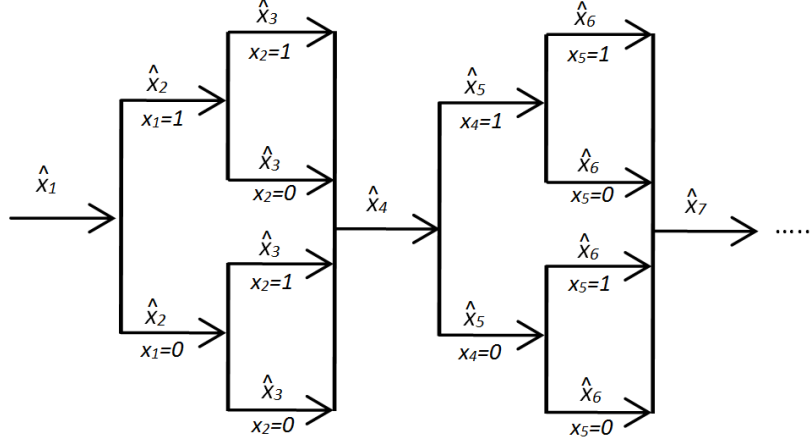 x̂₃
x₂=1
x̂₂
x₁=1
x̂₃
x₂=0
x̂₁
x̂₃
x₂=1
x̂₂
x₁=0
x̂₃
x₂=0
x̂₄
x̂₆
x₅=1
x̂₅
x₄=1
x̂₆
x₅=0
x̂₆
x₅=1
x̂₅
x₄=0
x̂₆
x₅=0
x̂₇
.....